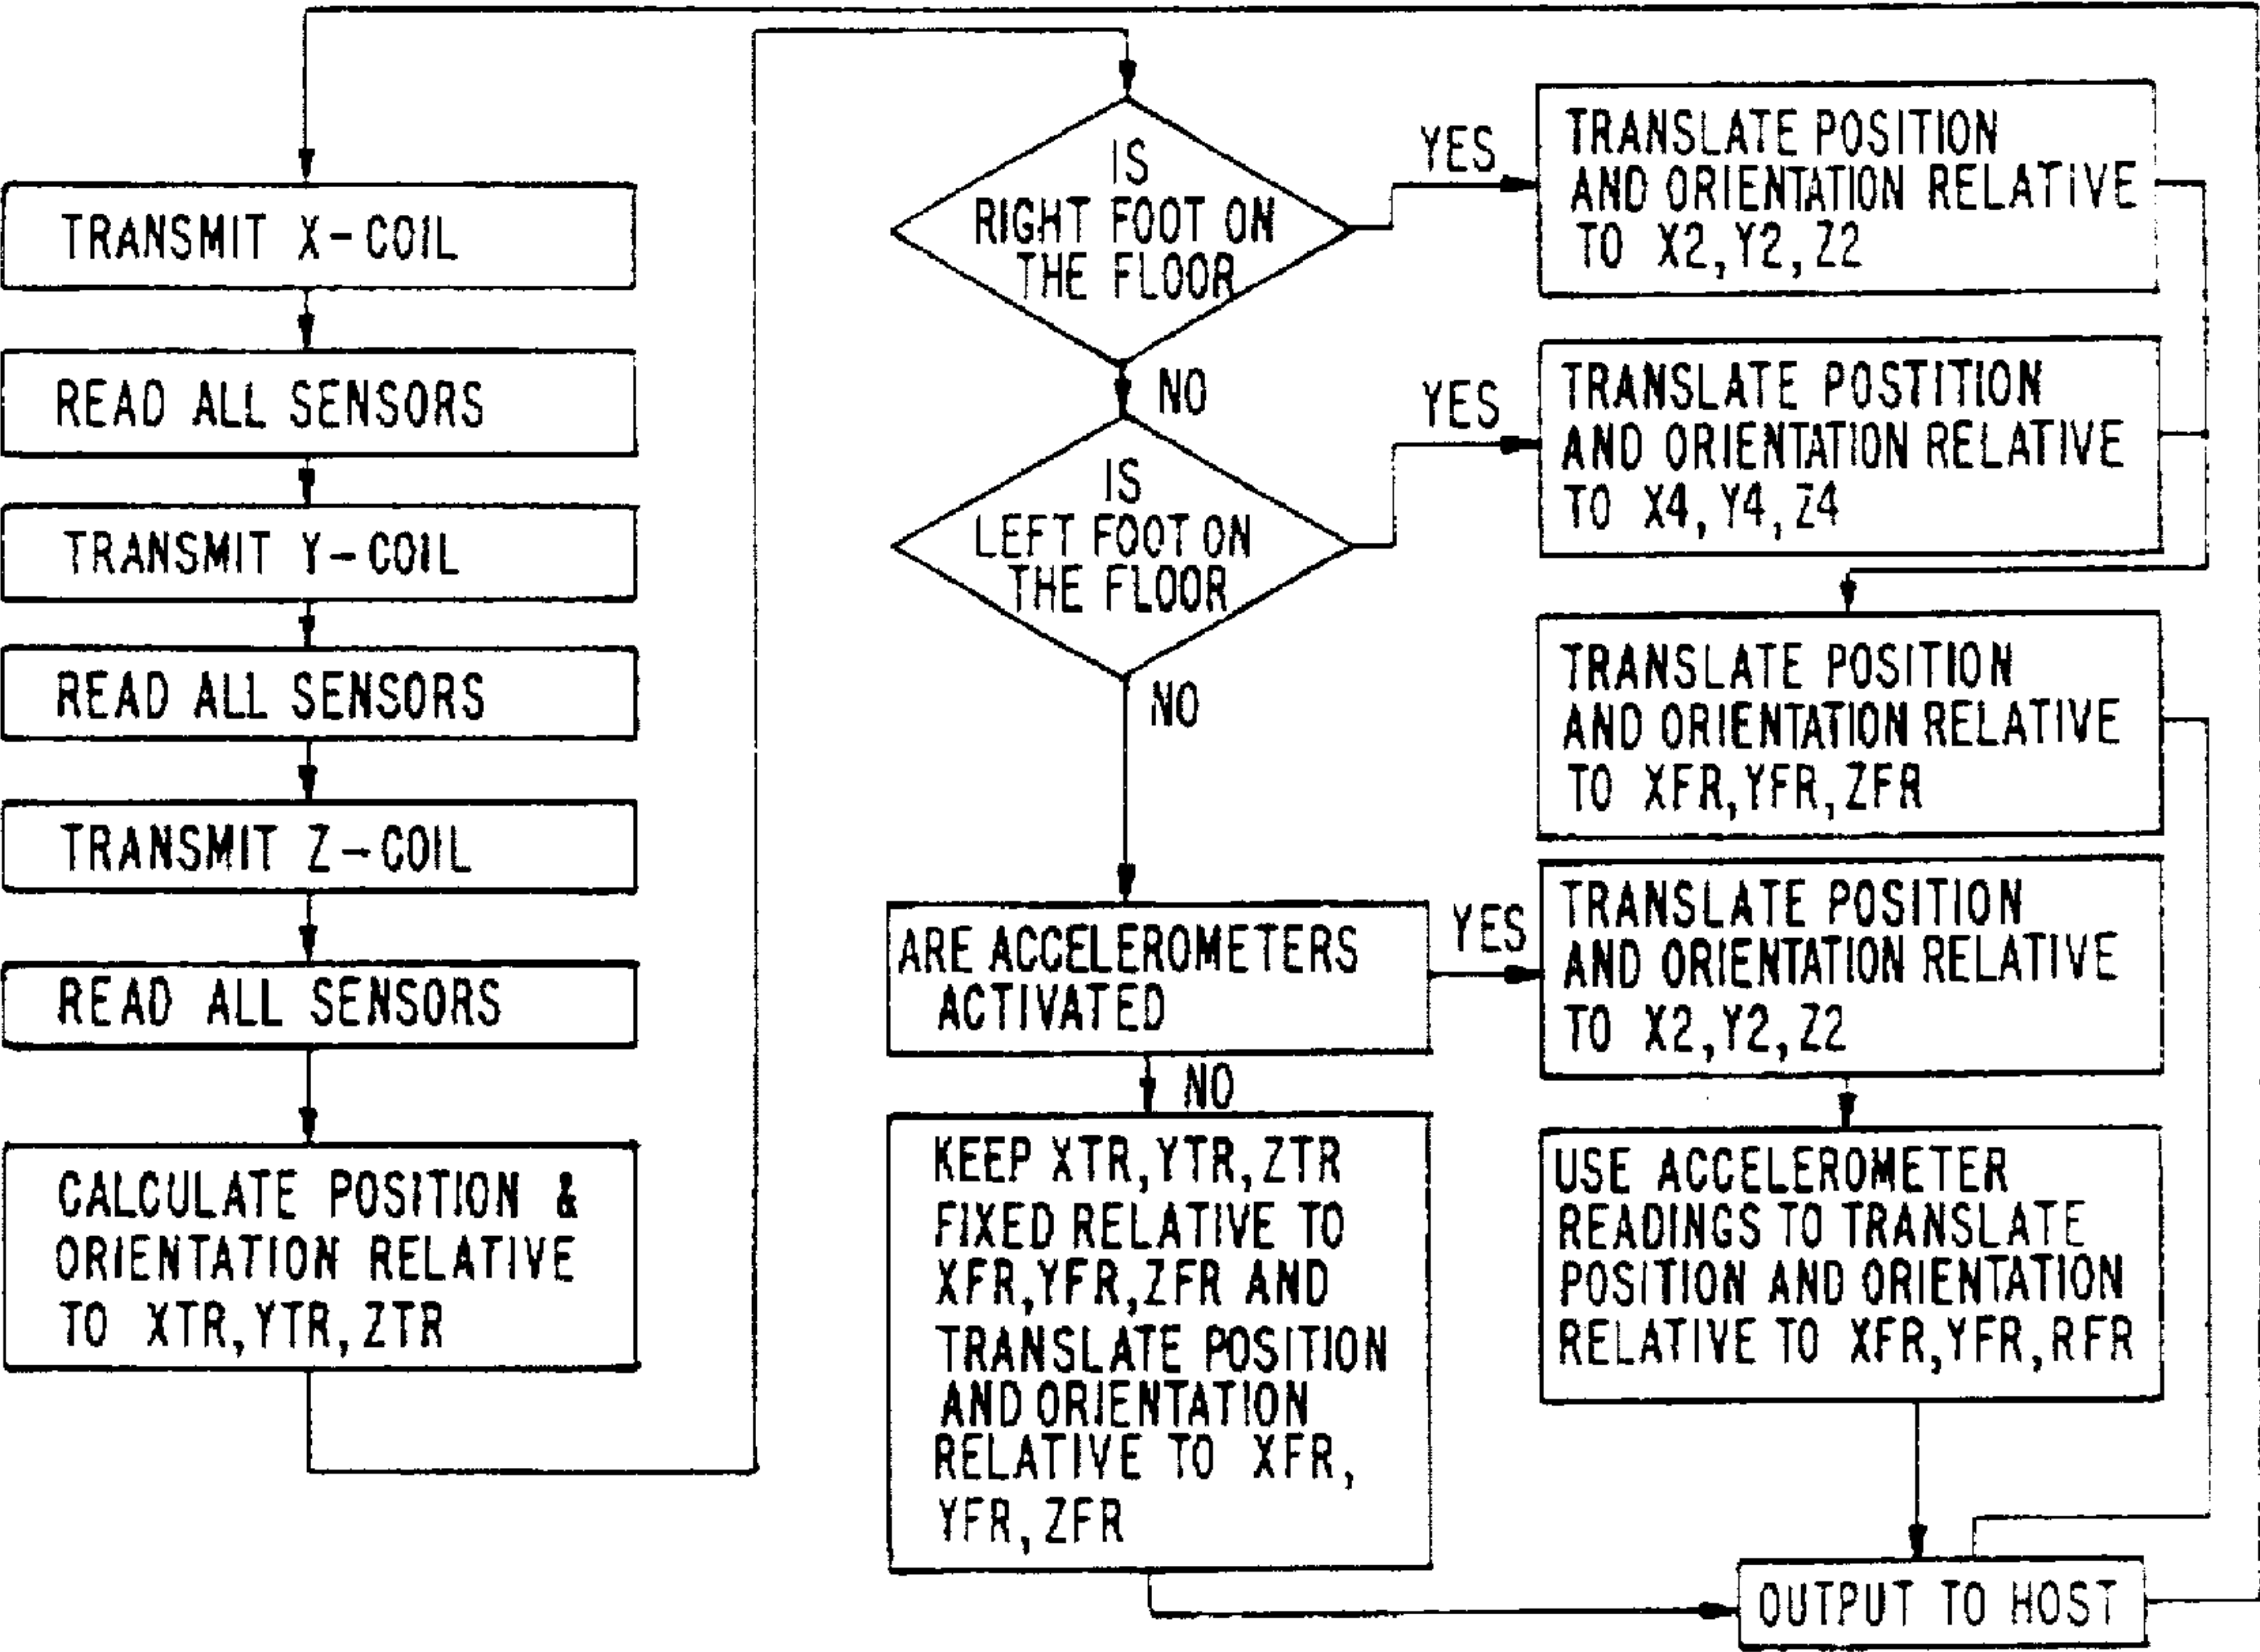 TRANSMIT X-COIL
READ ALL SENSORS
TRANSMIT Y-COIL
READ ALL SENSORS
TRANSMIT Z-COIL
READ ALL SENSORS
CALCULATE POSITION &
ORIENTATION RELATIVE
TO XTR, YTR, ZTR
IS
RIGHT FOOT ON
THE FLOOR
YES
NO
TRANSLATE POSITION
AND ORIENTATION RELATIVE
TO X2, Y2, Z2
IS
LEFT FOOT ON
THE FLOOR
YES
NO
TRANSLATE POSTITION
AND ORIENTATION RELATIVE
TO X4, Y4, Z4
TRANSLATE POSITION
AND ORIENTATION RELATIVE
TO XFR, YFR, ZFR
ARE ACCELEROMETERS
ACTIVATED
YES
NO
TRANSLATE POSITION
AND ORIENTATION RELATIVE
TO X2, Y2, Z2
KEEP XTR, YTR, ZTR
FIXED RELATIVE TO
XFR, YFR, ZFR AND
TRANSLATE POSITION
AND ORIENTATION
RELATIVE TO XFR,
YFR, ZFR
USE ACCELEROMETER
READINGS TO TRANSLATE
POSITION AND ORIENTATION
RELATIVE TO XFR, YFR, RFR
OUTPUT TO HOST